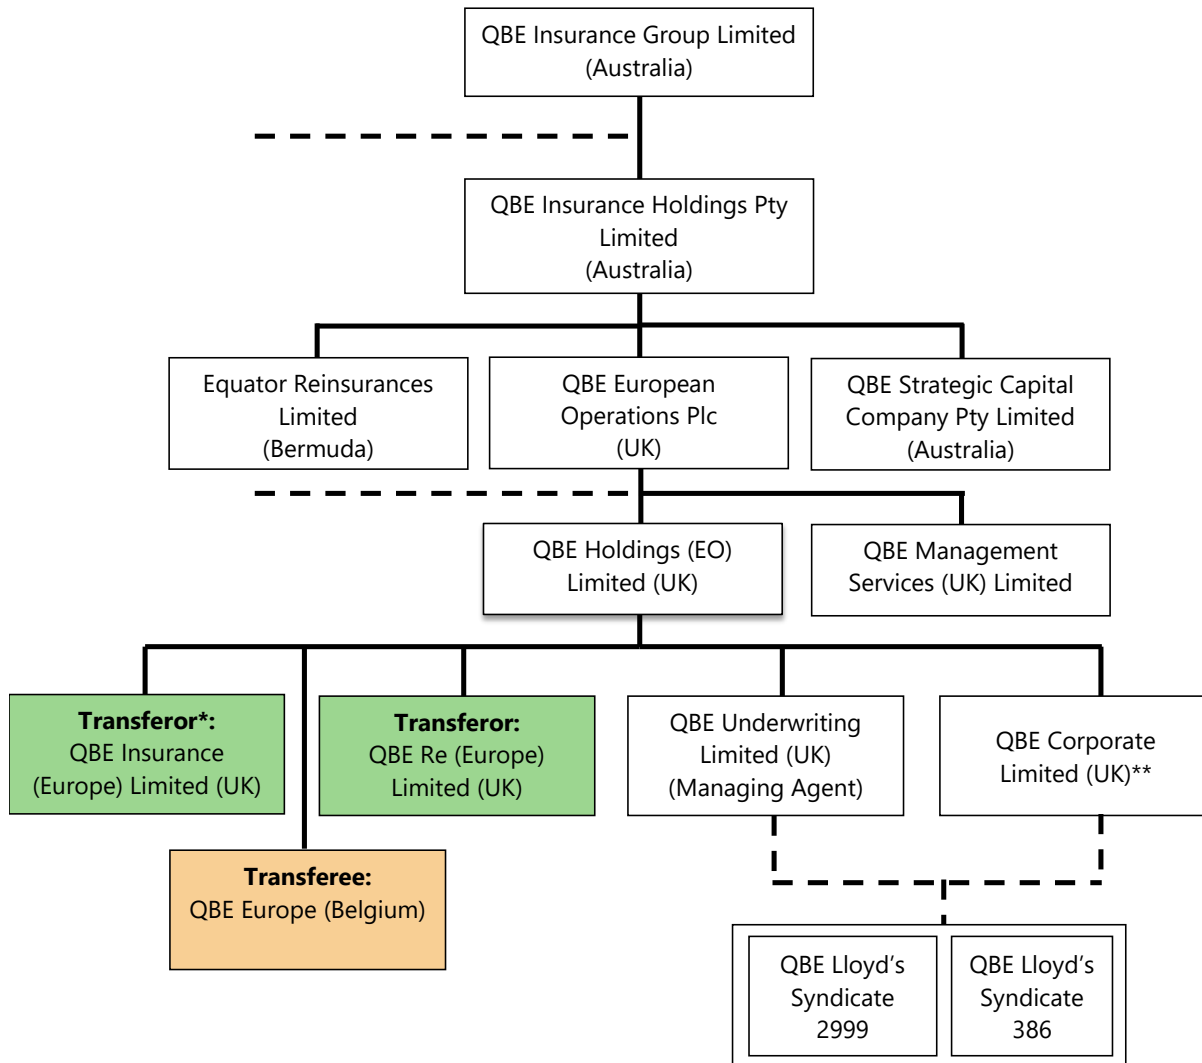 QBE Insurance Group Limited
(Australia)
QBE Insurance Holdings Pty
Limited
(Australia)
Equator Reinsurances
Limited
(Bermuda)
QBE European
Operations Plc
(UK)
QBE Strategic Capital
Company Pty Limited
(Australia)
QBE Holdings (EO)
Limited (UK)
QBE Management
Services (UK) Limited
Transferor*:
QBE Insurance
(Europe) Limited (UK)
Transferor:
QBE Re (Europe)
Limited (UK)
QBE Underwriting
Limited (UK)
(Managing Agent)
QBE Corporate
Limited (UK)**
Transferee:
QBE Europe (Belgium)
QBE Lloyd’s
Syndicate
2999
QBE Lloyd’s
Syndicate
386